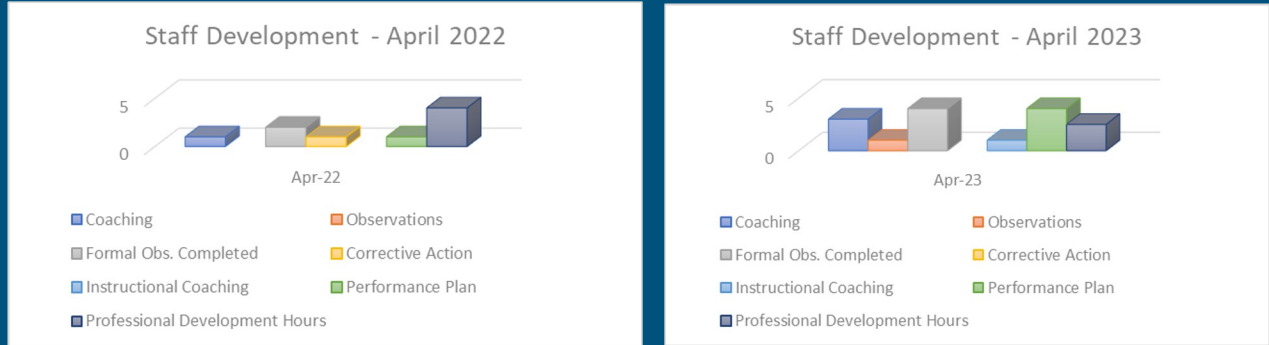 Staff Development - April 2022
5
0
Apr-22
Coaching
Observations
Formal Obs. Completed
Corrective Action
Instructional Coaching
Performance Plan
Professional Development Hours
Staff Development - April 2023
5
0
Apr-23
Coaching
Observations
Formal Obs. Completed
Corrective Action
Instructional Coaching
Performance Plan
Professional Development Hours